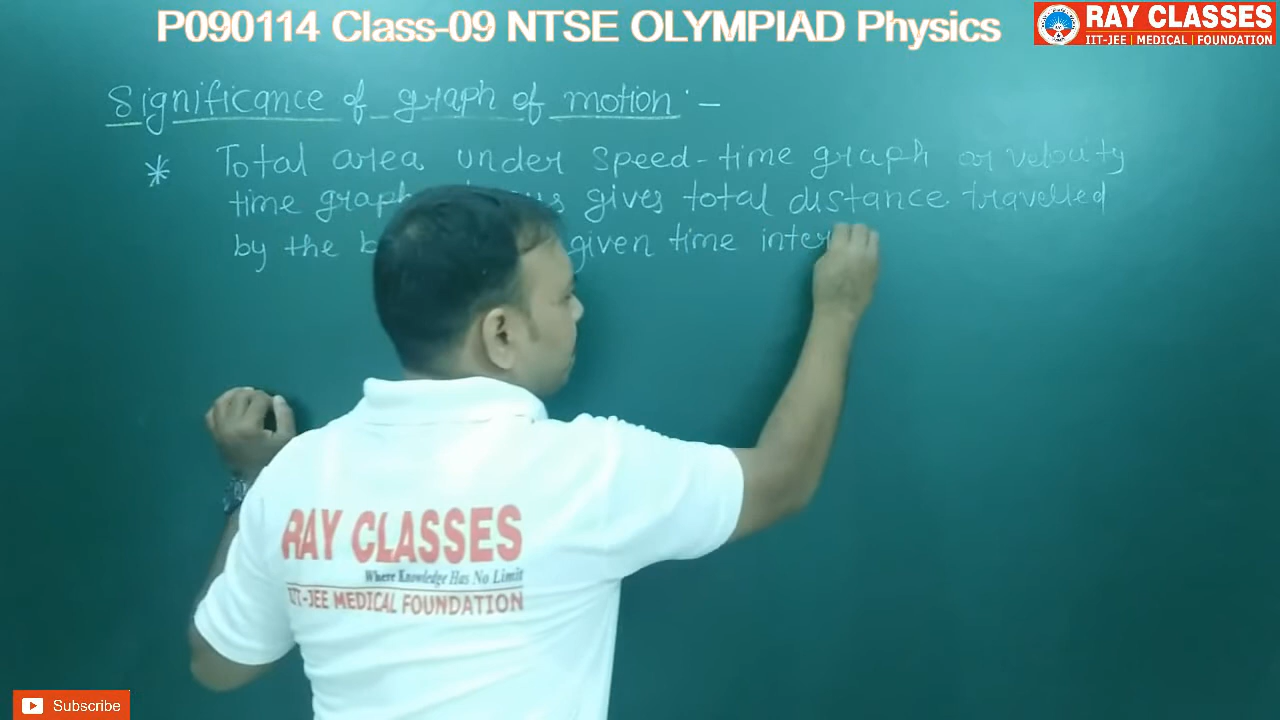 P090114 Class-09 NTSE OLYMPIAD Physics
RAY CLASSES
IIT-JEE | MEDICAL | FOUNDATION
Significance of graph of motion :-
* Total area under speed-time graph or velocity
time graph gives total distance travelled
by the given time inter
RAY CLASSES
Where Knowledge Has No Limit
IIT-JEE MEDICAL FOUNDATION
Subscribe